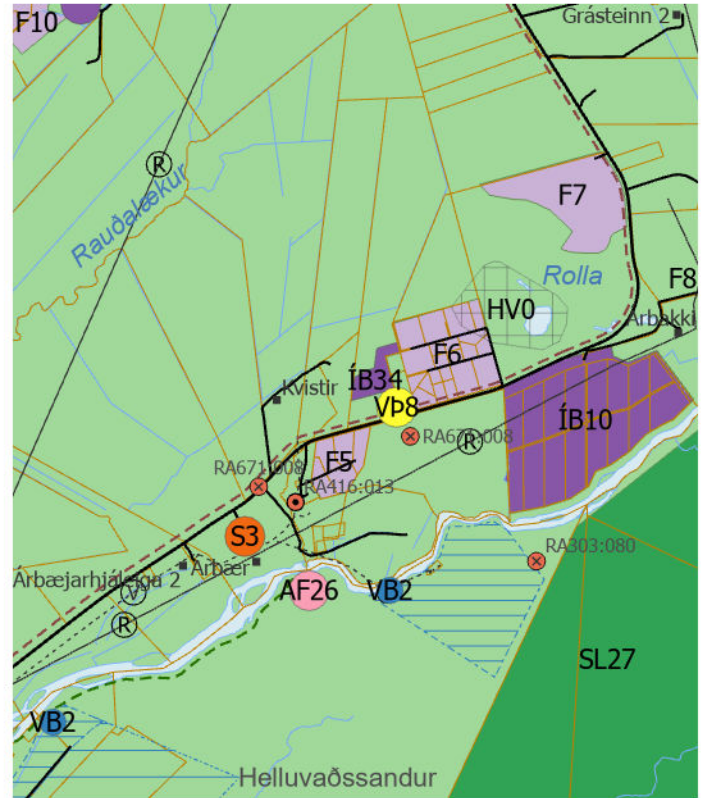 F10
Grásteinn 2
R
Rauðalækur
F7
Rolla
F8
HV0
Árbakki
F6
ÍB34
Kvistir
VÞ8
ÍB10
RA671:008
R
F5
RA671:008
RA416:013
S3
RA303:080
Árbæjarhjáleiga 2
Árbær
V
AF26
VB2
R
SL27
VB2
Helluvaðssandur